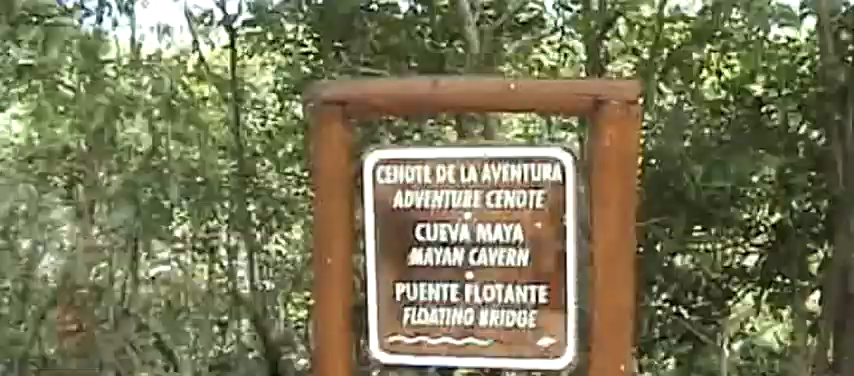 CENOTE DE LA AVENTURA
ADVENTURE CENOTE
CUEVA MAYA
MAYAN CAVERN
PUENTE FLOTANTE
FLOATING BRIDGE